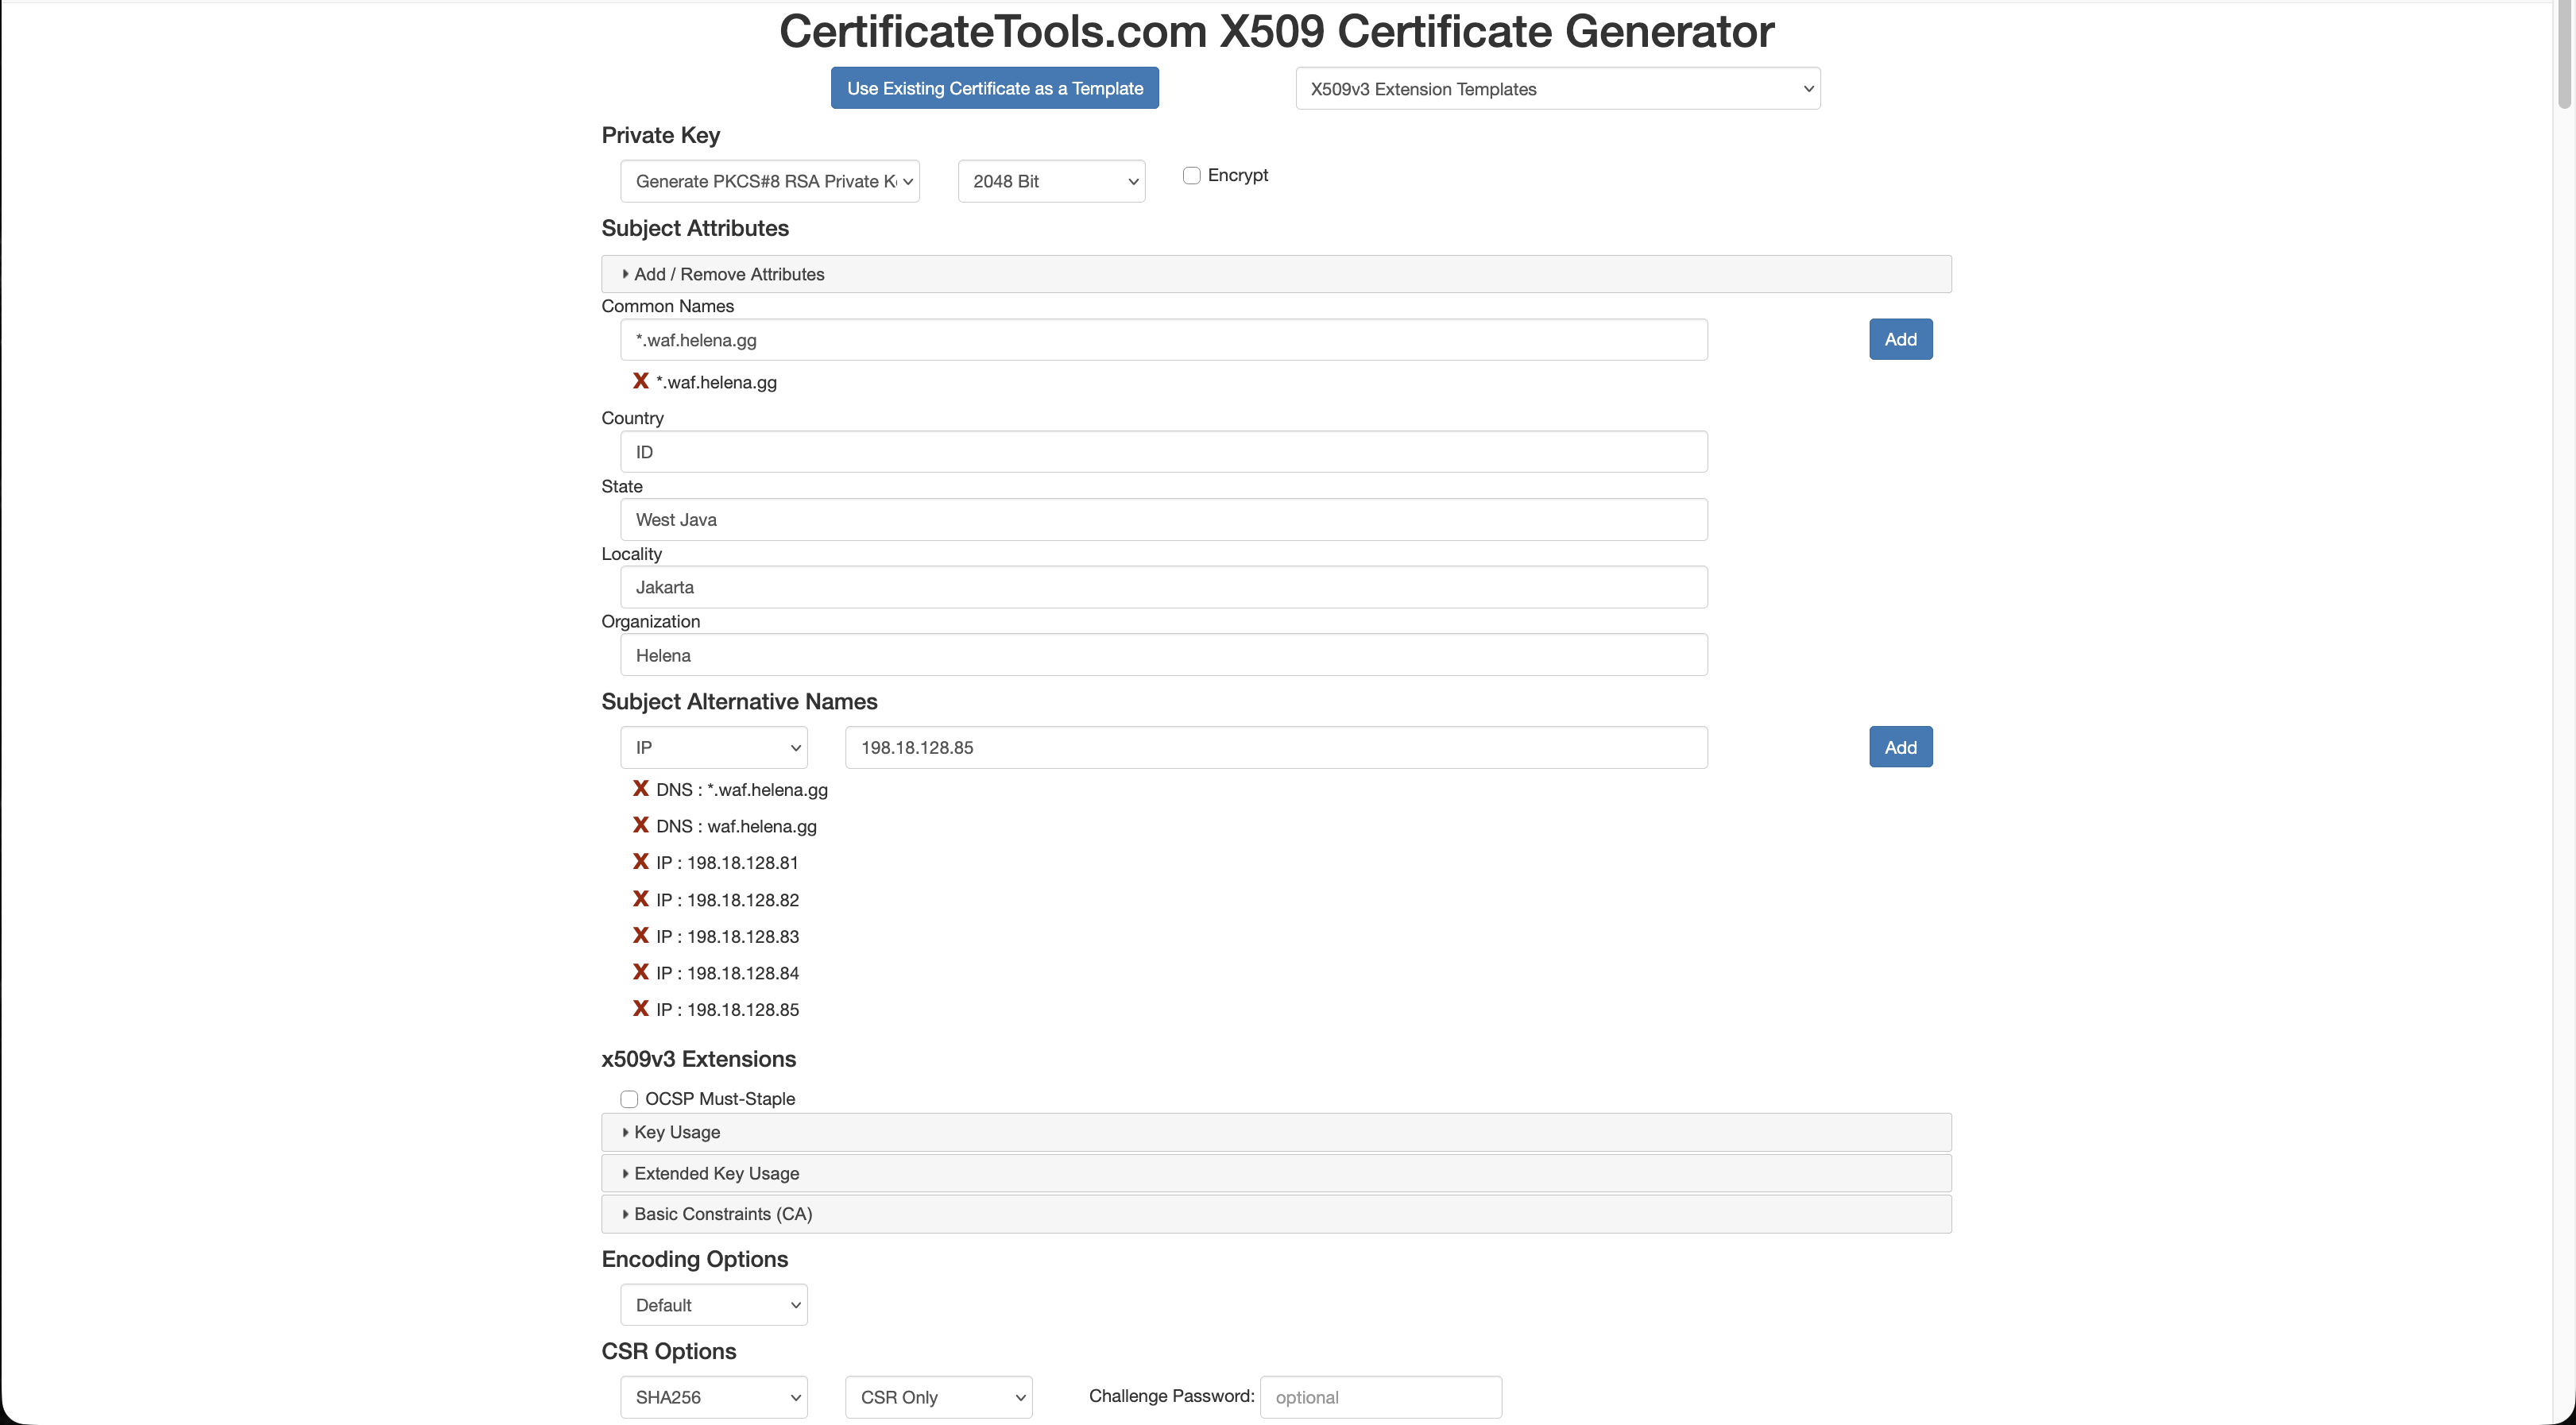 CertificateTools.com X509 Certificate Generator
Use Existing Certificate as a Template
X509v3 Extension Templates
Private Key
Generate PKCS#8 RSA Private K
2048 Bit
Encrypt
Subject Attributes
Add / Remove Attributes
Common Names
*.waf.helena.gg
Add
X *.waf.helena.gg
Country
ID
State
West Java
Locality
Jakarta
Organization
Helena
Subject Alternative Names
IP
198.18.128.85
Add
X DNS : *.waf.helena.gg
X DNS : waf.helena.gg
X IP : 198.18.128.81
X IP : 198.18.128.82
X IP : 198.18.128.83
X IP : 198.18.128.84
X IP : 198.18.128.85
x509v3 Extensions
OCSP Must-Staple
Key Usage
Extended Key Usage
Basic Constraints (CA)
Encoding Options
Default
CSR Options
SHA256
CSR Only
Challenge Password:
optional